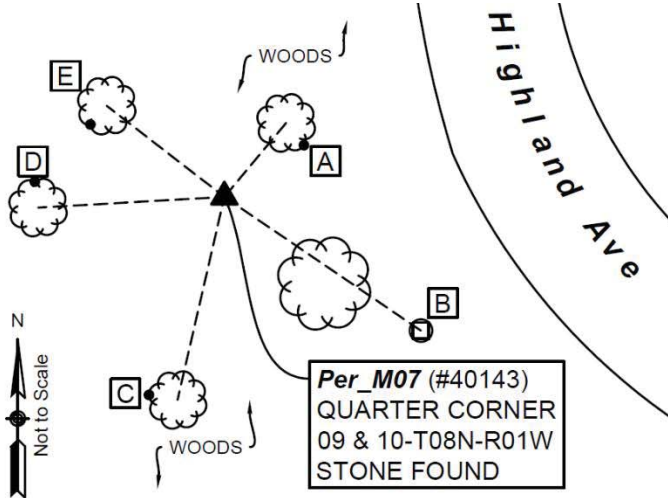 E
WOODS
A
D
Highland Ave
B
N
Not to Scale
C
WOODS
Per_M07 (#40143)
QUARTER CORNER
09 & 10-T08N-R01W
STONE FOUND